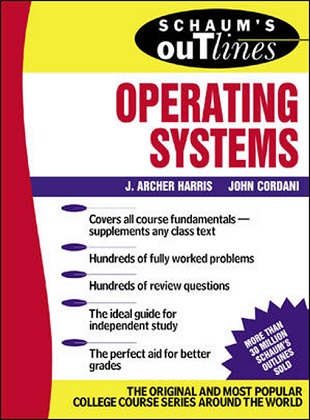 SCHAUM'S
OUTlines
OPERATING
SYSTEMS
J. ARCHER HARRIS JOHN CORDANI
Covers all course fundamentals—
supplements any class text
Hundreds of fully worked problems
Hundreds of review questions
The ideal guide for
independent study
The perfect aid for better
grades
MORE THAN
30 MILLION
SCHAUM'S
OUTLINES
SOLD
THE ORIGINAL AND MOST POPULAR
COLLEGE COURSE SERIES AROUND THE WORLD